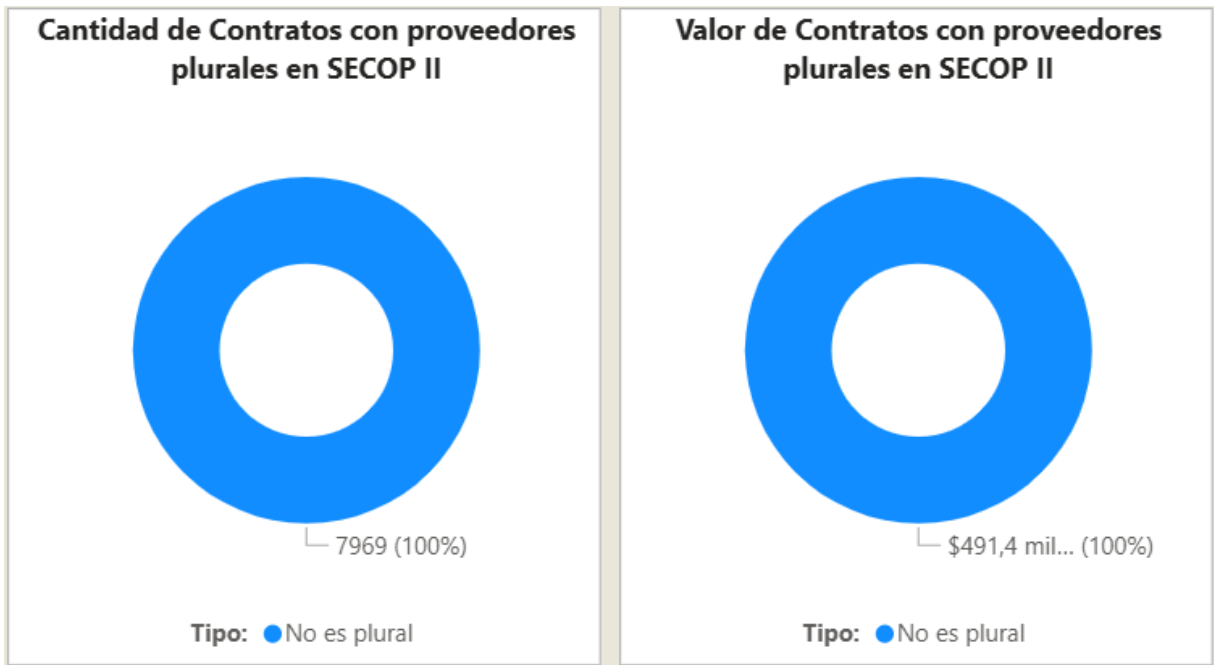 Cantidad de Contratos con proveedores
plurales en SECOP II
7969 (100%)
Tipo: No es plural
Valor de Contratos con proveedores
plurales en SECOP II
$491,4 mil... (100%)
Tipo: No es plural